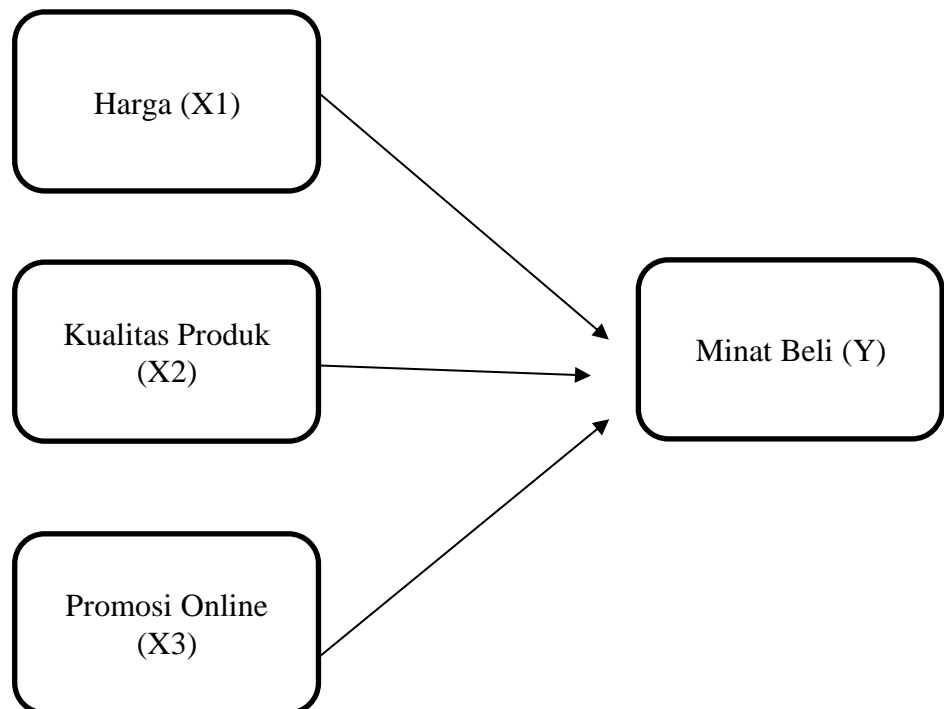 Harga (X1)
Kualitas Produk
(X2)
Minat Beli (Y)
Promosi Online
(X3)